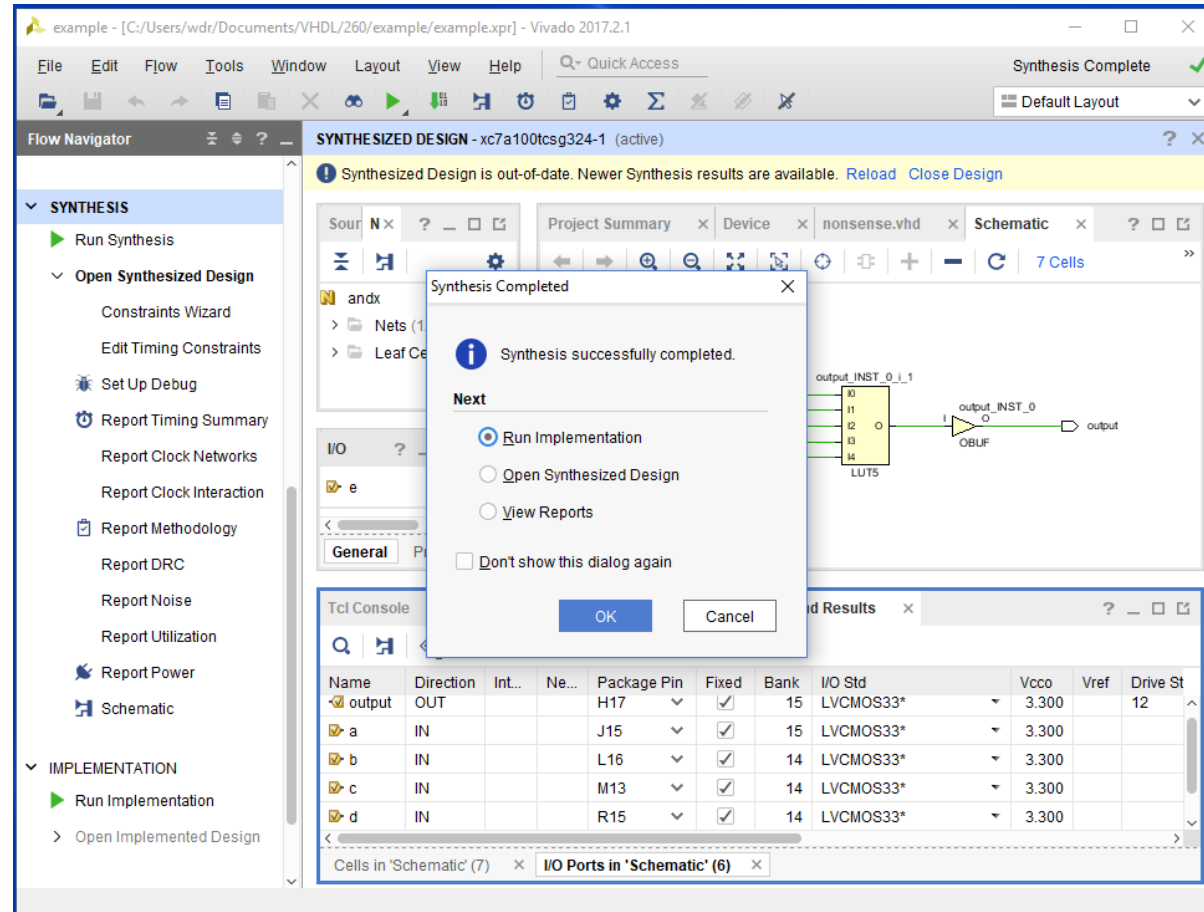 example - [C:/Users/wdr/Documents/VHDL/260/example/example.xpr] - Vivado 2017.2.1
File Edit Flow Tools Window Layout View Help Quick Access Synthesis Complete
Default Layout
Flow Navigator
SYNTHESIS
Run Synthesis
Open Synthesized Design
Constraints Wizard
Edit Timing Constraints
Set Up Debug
Report Timing Summary
Report Clock Networks
Report Clock Interaction
Report Methodology
Report DRC
Report Noise
Report Utilization
Report Power
Schematic
IMPLEMENTATION
Run Implementation
Open Implemented Design
SYNTHESIZED DESIGN - xc7a100tcsg324-1 (active)
Synthesized Design is out-of-date. Newer Synthesis results are available. Reload Close Design
Sour N
Project Summary Device nonsense.vhd Schematic
7 Cells
andx
Nets (1
Leaf Ce
I/O
e
General
Synthesis Completed
Synthesis successfully completed.
Next
Run Implementation
Open Synthesized Design
View Reports
Don't show this dialog again
OK Cancel
output_INST_0_i_1
I0
I1
I2 O
I3
I4
LUT5
output_INST_0
I O
OBUF
output
Tcl Console d Results
Name Direction Int... Ne... Package Pin Fixed Bank I/O Std Vcco Vref Drive St
output OUT H17 15 LVCMOS33* 3.300 12
a IN J15 15 LVCMOS33* 3.300
b IN L16 14 LVCMOS33* 3.300
c IN M13 14 LVCMOS33* 3.300
d IN R15 14 LVCMOS33* 3.300
Cells in 'Schematic' (7) I/O Ports in 'Schematic' (6)